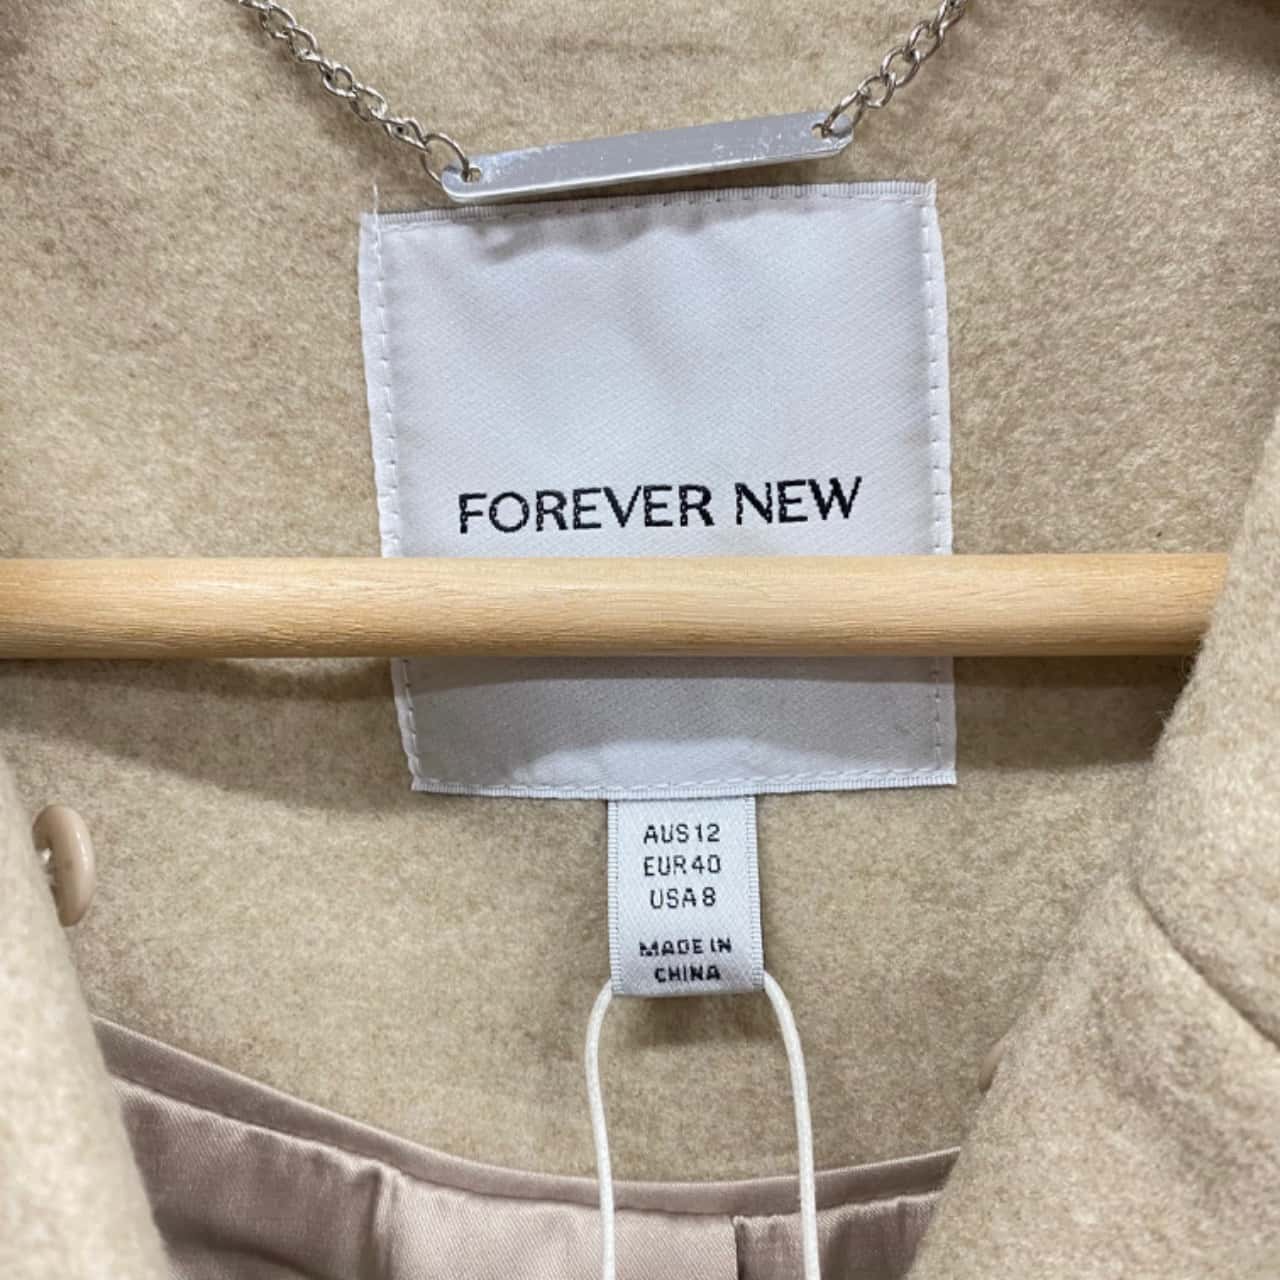 FOREVER NEW
AUS 12
EUR 40
USA 8
MADE IN
CHINA